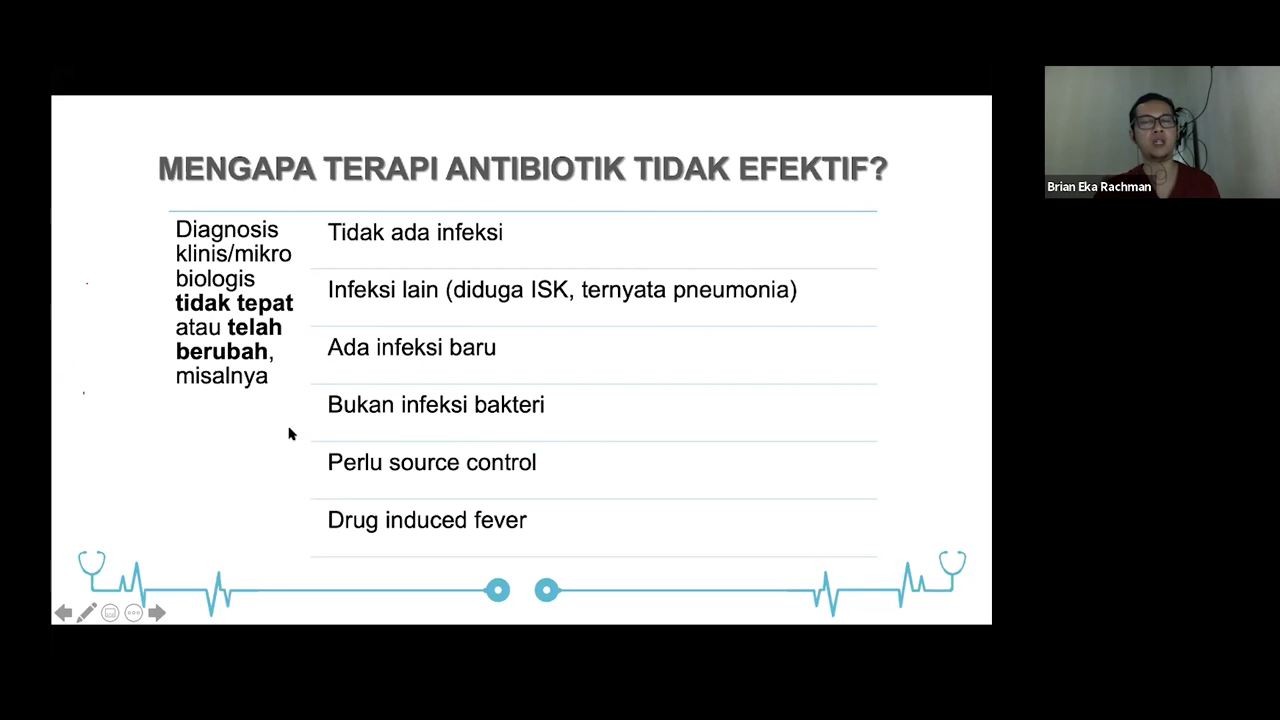 MENGAPA TERAPI ANTIBIOTIK TIDAK EFEKTIF?
Diagnosis
klinis/mikro
biologis
tidak tepat
atau telah
berubah,
misalnya
Tidak ada infeksi
Infeksi lain (diduga ISK, ternyata pneumonia)
Ada infeksi baru
Bukan infeksi bakteri
Perlu source control
Drug induced fever
Brian Eka Rachman